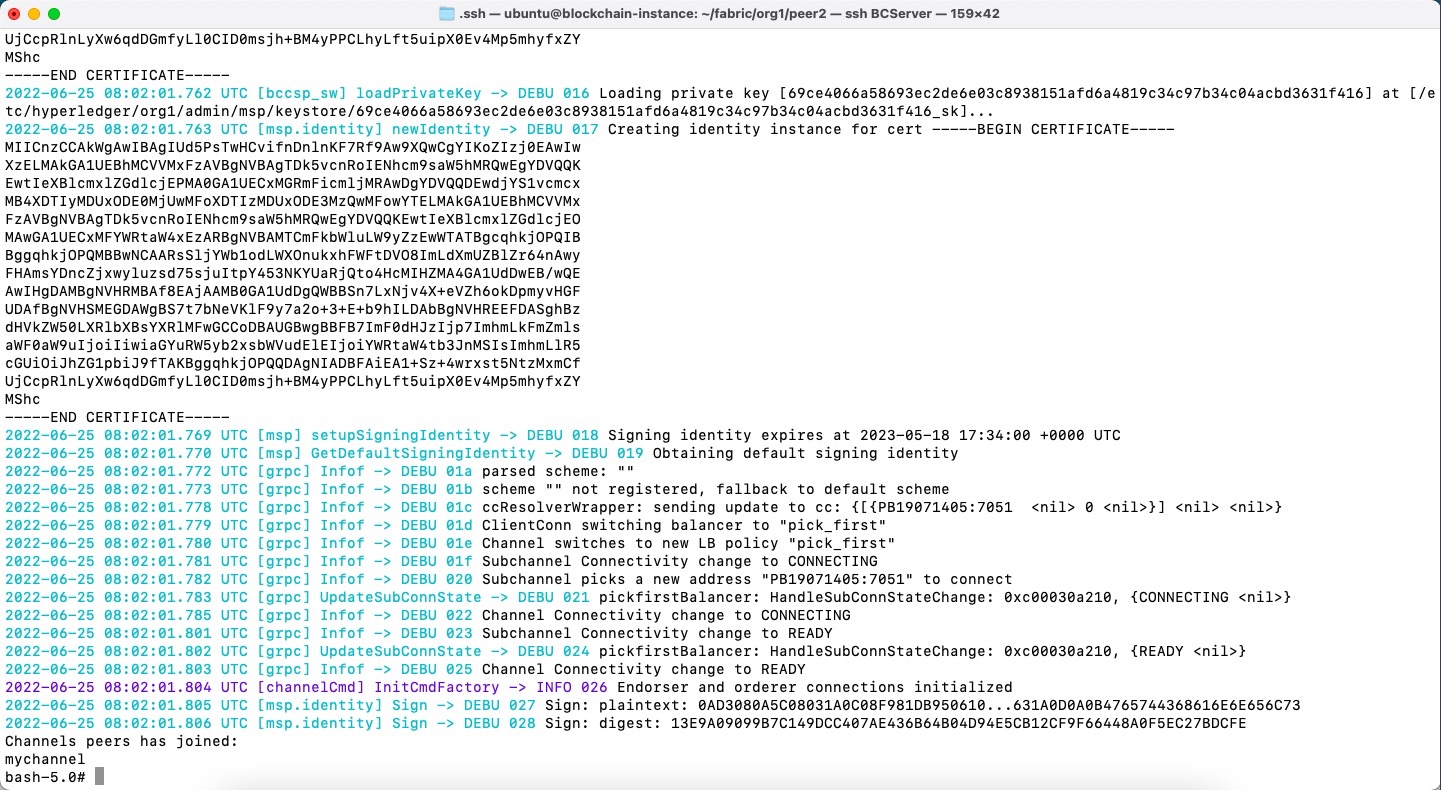 .ssh — ubuntu@blockchain-instance: ~/fabric/org1/peer2 — ssh BCServer — 159×42
UjCcpRlnLyXw6qdDGmfyLl0CID0msjh+BM4yPPCLhyLft5uipX0Ev4Mp5mhyfxZY
MShc
-----END CERTIFICATE-----
2022-06-25 08:02:01.762 UTC [bccsp_sw] loadPrivateKey -> DEBU 016 Loading private key [69ce4066a58693ec2de6e03c8938151afd6a4819c34c97b34c04acbd3631f416] at [/e
tc/hyperledger/org1/admin/msp/keystore/69ce4066a58693ec2de6e03c8938151afd6a4819c34c97b34c04acbd3631f416_sk]...
2022-06-25 08:02:01.763 UTC [msp.identity] newIdentity -> DEBU 017 Creating identity instance for cert -----BEGIN CERTIFICATE-----
MIICnzCCAkWgAwIBAgIUd5PsTwHCvifnDnlnKF7Rf9Aw9XQwCgYIKoZIzj0EAwIw
XzELMAkGA1UEBhMCVVMxFzAVBgNVBAgTDk5vcnRoIENhcm9saW5hMRQwEgYDVQQK
EwtIeXBlcmxlZGdlcjEPMA0GA1UECxMGRmFicmljMRAwDgYDVQQDEwdjYS1vcmcx
MB4XDTIyMDUxODE0MjUwMFoXDTIzMDUxODE3MzQwMFowYTELMAkGA1UEBhMCVVMx
FzAVBgNVBAgTDk5vcnRoIENhcm9saW5hMRQwEgYDVQQKEwtIeXBlcmxlZGdlcjEO
MAwGA1UECxMFYWRtaW4xEzARBgNVBAMTCmFkbWluLW9yZzEwWTATBgcqhkjOPQIB
BggqhkjOPQMBBwNCAARsSljYWb1odLWXOnukxhFWFtDVO8ImLdXmUZBlZr64nAwy
FHAmsYDncZjxwyluzsd75sjuItpY453NKYUaRjQto4HcMIHZMA4GA1UdDwEB/wQE
AwIHgDAMBgNVHRMBAf8EAjAAMB0GA1UdDgQWBBSn7LxNjv4X+eVZh6okDpmyvHGF
UDAfBgNVHSMEGDAWgBS7t7bNeVKlF9y7a2o+3+E+b9hILDAbBgNVHREEFDASghBz
dHVkZW50LXRlbXBsYXRlMFwGCCoDBAUGBwgBBFB7ImF0dHJzIjp7ImhmLkFmZmls
aWF0aW9uIjoiIiwiaGYuRW5yb2xsbWVudElEIjoiYWRtaW4tb3JnMSIsImhmLlR5
cGUiOiJhZG1pbiJ9fTAKBggqhkjOPQQDAgNIADBFAiEA1+Sz+4wrxst5NtzMxmCf
UjCcpRlnLyXw6qdDGmfyLl0CID0msjh+BM4yPPCLhyLft5uipX0Ev4Mp5mhyfxZY
MShc
-----END CERTIFICATE-----
2022-06-25 08:02:01.769 UTC [msp] setupSigningIdentity -> DEBU 018 Signing identity expires at 2023-05-18 17:34:00 +0000 UTC
2022-06-25 08:02:01.770 UTC [msp] GetDefaultSigningIdentity -> DEBU 019 Obtaining default signing identity
2022-06-25 08:02:01.772 UTC [grpc] Infof -> DEBU 01a parsed scheme: ""
2022-06-25 08:02:01.773 UTC [grpc] Infof -> DEBU 01b scheme "" not registered, fallback to default scheme
2022-06-25 08:02:01.778 UTC [grpc] Infof -> DEBU 01c ccResolverWrapper: sending update to cc: {[{PB19071405:7051  <nil> 0 <nil>}] <nil> <nil>}
2022-06-25 08:02:01.779 UTC [grpc] Infof -> DEBU 01d ClientConn switching balancer to "pick_first"
2022-06-25 08:02:01.780 UTC [grpc] Infof -> DEBU 01e Channel switches to new LB policy "pick_first"
2022-06-25 08:02:01.781 UTC [grpc] Infof -> DEBU 01f Subchannel Connectivity change to CONNECTING
2022-06-25 08:02:01.782 UTC [grpc] Infof -> DEBU 020 Subchannel picks a new address "PB19071405:7051" to connect
2022-06-25 08:02:01.783 UTC [grpc] UpdateSubConnState -> DEBU 021 pickfirstBalancer: HandleSubConnStateChange: 0xc00030a210, {CONNECTING <nil>}
2022-06-25 08:02:01.785 UTC [grpc] Infof -> DEBU 022 Channel Connectivity change to CONNECTING
2022-06-25 08:02:01.801 UTC [grpc] Infof -> DEBU 023 Subchannel Connectivity change to READY
2022-06-25 08:02:01.802 UTC [grpc] UpdateSubConnState -> DEBU 024 pickfirstBalancer: HandleSubConnStateChange: 0xc00030a210, {READY <nil>}
2022-06-25 08:02:01.803 UTC [grpc] Infof -> DEBU 025 Channel Connectivity change to READY
2022-06-25 08:02:01.804 UTC [channelCmd] InitCmdFactory -> INFO 026 Endorser and orderer connections initialized
2022-06-25 08:02:01.805 UTC [msp.identity] Sign -> DEBU 027 Sign: plaintext: 0AD3080A5C08031A0C08F981DB950610...631A0D0A0B4765744368616E6E656C73
2022-06-25 08:02:01.806 UTC [msp.identity] Sign -> DEBU 028 Sign: digest: 13E9A09099B7C149DCC407AE436B64B04D94E5CB12CF9F66448A0F5EC27BDCFE
Channels peers has joined:
mychannel
bash-5.0#